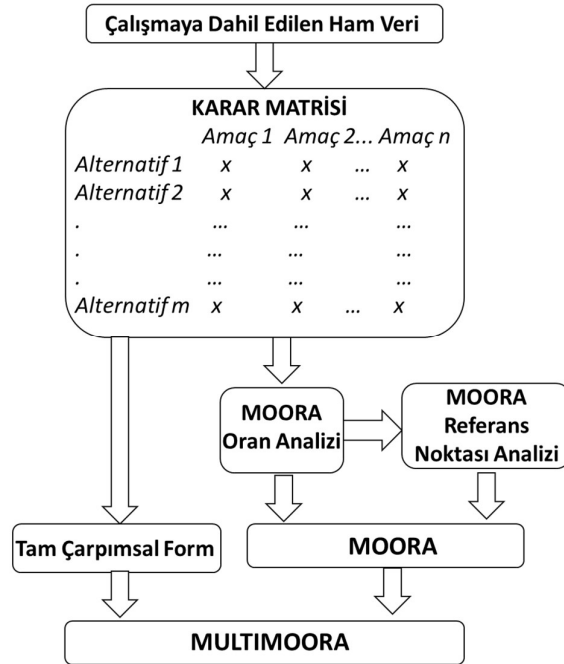 Çalışmaya Dahil Edilen Ham Veri
KARAR MATRİSİ
Amaç 1 Amaç 2... Amaç n
Alternatif 1 x x ... x
Alternatif 2 x x ... x
. ... ... ...
. ... ... ...
. ... ... ...
Alternatif m x x ... x
MOORA
Oran Analizi
MOORA
Referans
Noktası Analizi
Tam Çarpımsal Form
MOORA
MULTIMOORA